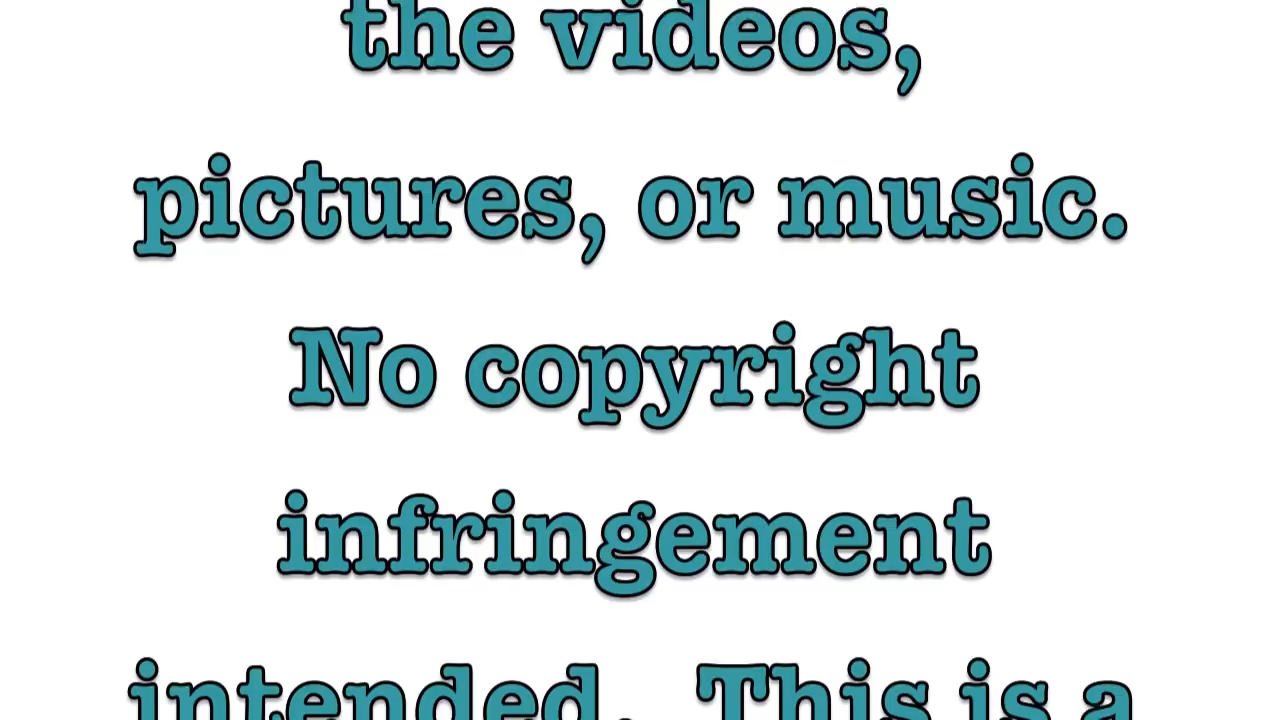 the videos,
pictures, or music.
No copyright
infringement
intended. This is a